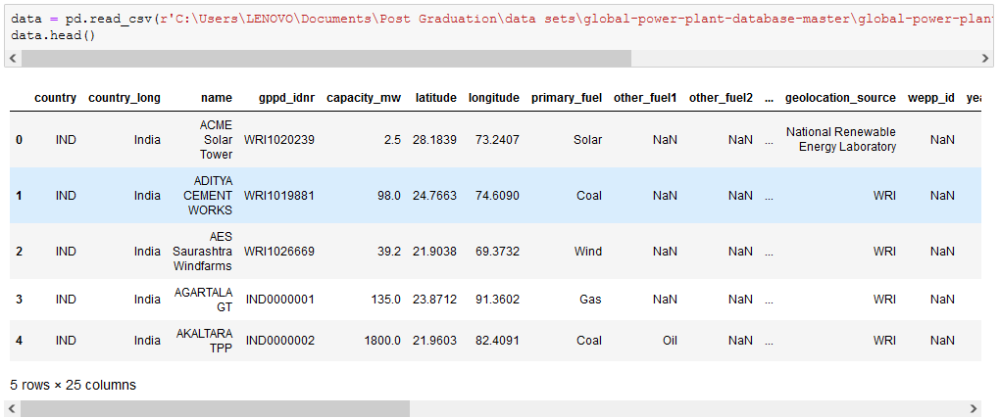 data = pd.read_csv(r'C:\Users\LENOVO\Documents\Post Graduation\data sets\global-power-plant-database-master\global-power-plan
data.head()
country country_long name gppd_idnr capacity_mw latitude longitude primary_fuel other_fuel1 other_fuel2 ... geolocation_source wepp_id yea
0 IND India ACME Solar Tower WRI1020239 2.5 28.1839 73.2407 Solar NaN NaN ... National Renewable Energy Laboratory NaN
1 IND India ADITYA CEMENT WORKS WRI1019881 98.0 24.7663 74.6090 Coal NaN NaN ... WRI NaN
2 IND India AES Saurashtra Windfarms WRI1026669 39.2 21.9038 69.3732 Wind NaN NaN ... WRI NaN
3 IND India AGARTALA GT IND0000001 135.0 23.8712 91.3602 Gas NaN NaN ... WRI NaN
4 IND India AKALTARA TPP IND0000002 1800.0 21.9603 82.4091 Coal Oil NaN ... WRI NaN
5 rows × 25 columns